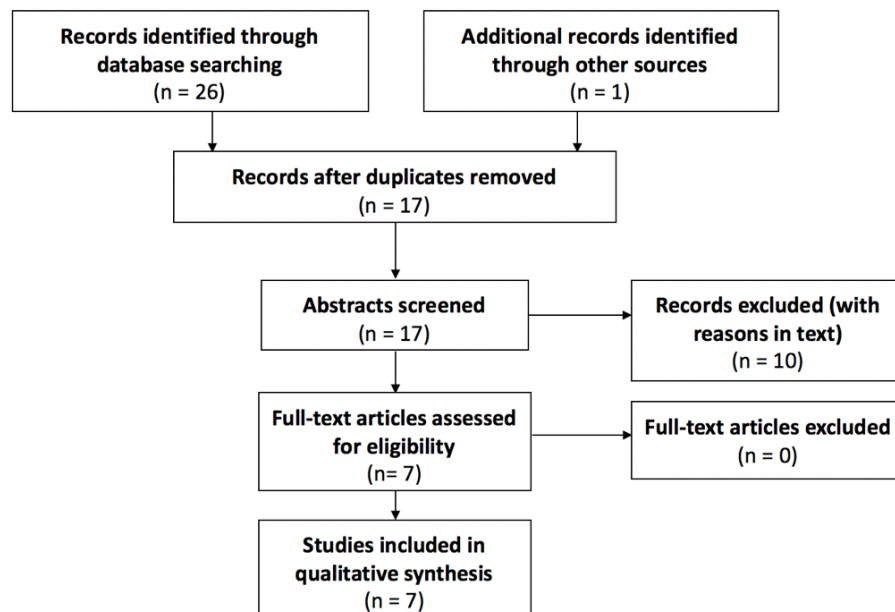 Records identified through
database searching
(n = 26)
Additional records identified
through other sources
(n = 1)
Records after duplicates removed
(n = 17)
Abstracts screened
(n = 17)
Records excluded (with
reasons in text)
(n = 10)
Full-text articles assessed
for eligibility
(n= 7)
Full-text articles excluded
(n = 0)
Studies included in
qualitative synthesis
(n = 7)